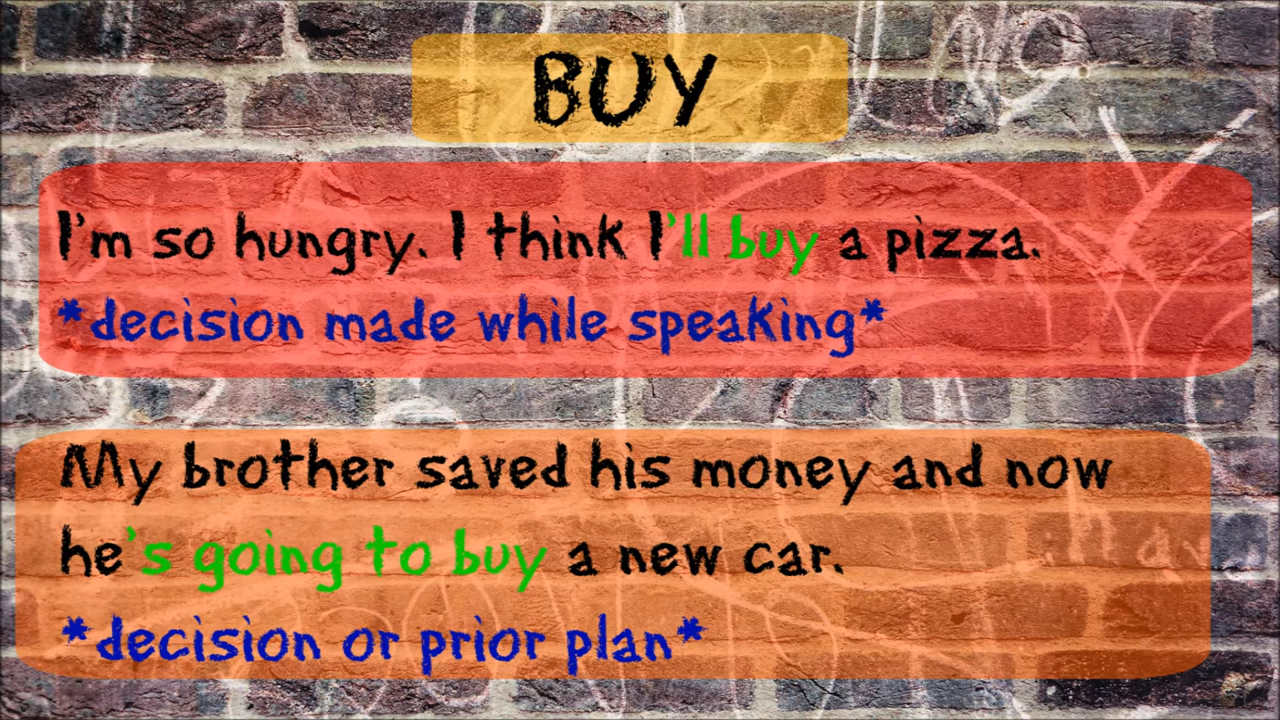 BUY
I'm so hungry. I think I'll buy a pizza.
*decision made while speaking*
My brother saved his money and now
he's going to buy a new car.
*decision or prior plan*